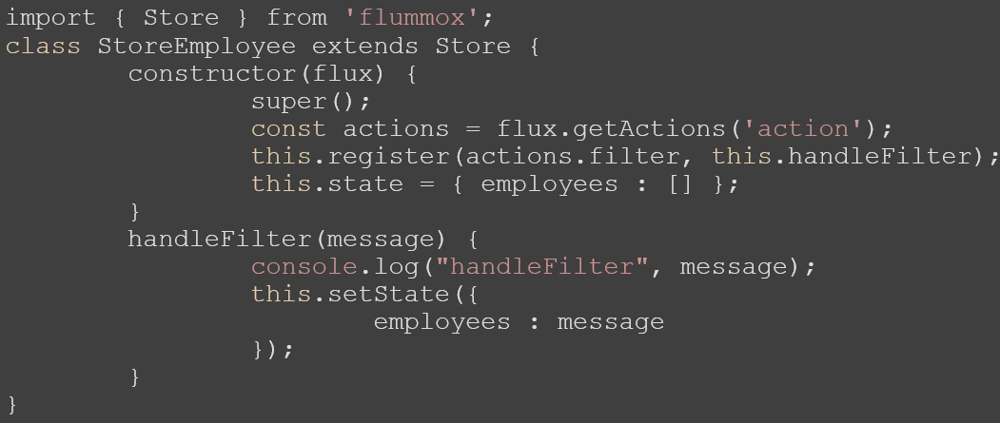 import { Store } from 'flummox';
class StoreEmployee extends Store {
        constructor(flux) {
                super();
                const actions = flux.getActions('action');
                this.register(actions.filter, this.handleFilter);
                this.state = { employees : [] };
        }
        handleFilter(message) {
                console.log("handleFilter", message);
                this.setState({
                        employees : message
                });
        }
}